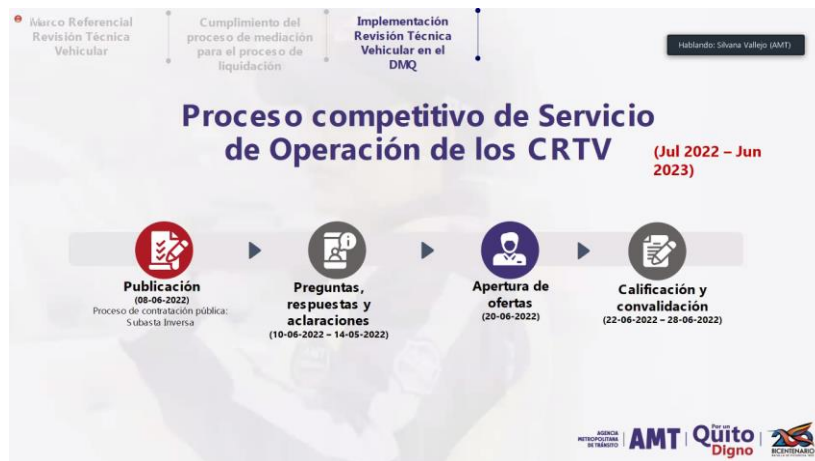 Marco Referencial
Revisión Técnica
Vehicular
Cumplimiento del
proceso de mediación
para el proceso de
liquidación
Implementación
Revisión Técnica
Vehicular en el
DMQ
Hablando: Silvana Vallejo (AMT)
Proceso competitivo de Servicio
de Operación de los CRTV
(Jul 2022 – Jun
2023)
Publicación
(08-06-2022)
Proceso de contratación pública:
Subasta Inversa
Preguntas,
respuestas y
aclaraciones
(10-06-2022 – 14-05-2022)
Apertura de
ofertas
(20-06-2022)
Calificación y
convalidación
(22-06-2022 – 28-06-2022)
AGENCIA
METROPOLITANA
DE TRÁNSITO
AMT
Por un
Quito
Digno
BICENTENARIO